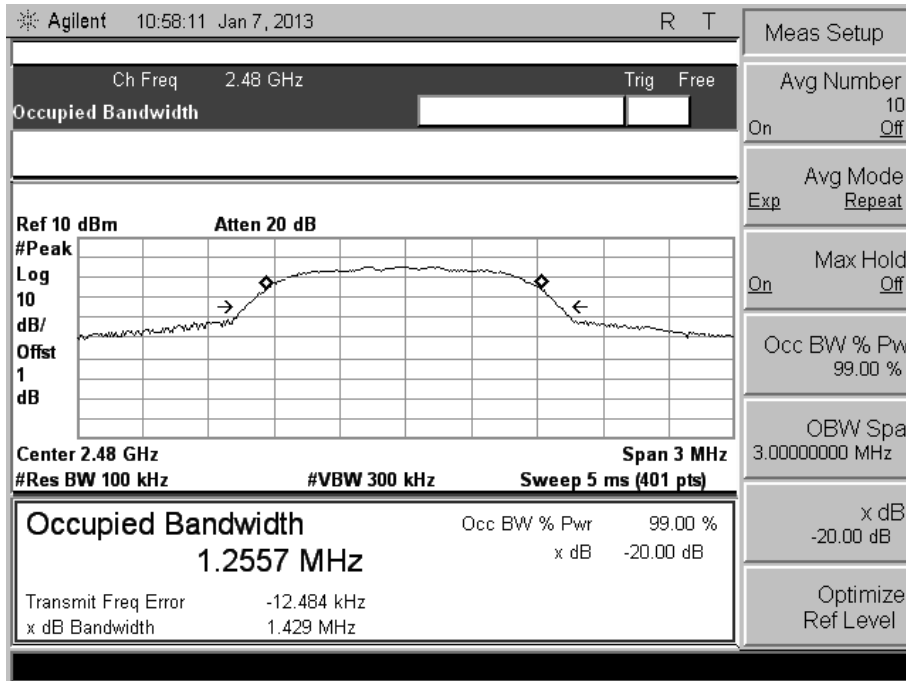 Agilent 10:58:11 Jan 7, 2013 R T
Ch Freq 2.48 GHz Trig Free
Occupied Bandwidth
Ref 10 dBm Atten 20 dB
#Peak
Log
10
dB/
Offst
1
dB
Center 2.48 GHz Span 3 MHz
#Res BW 100 kHz #VBW 300 kHz Sweep 5 ms (401 pts)
Occupied Bandwidth Occ BW % Pwr 99.00 %
1.2557 MHz x dB -20.00 dB
Transmit Freq Error -12.484 kHz
x dB Bandwidth 1.429 MHz
Meas Setup
Avg Number
10
On Off
Avg Mode
Exp Repeat
Max Hold
On Off
Occ BW % Pw
99.00 %
OBW Spa
3.00000000 MHz
x dB
-20.00 dB
Optimize
Ref Level